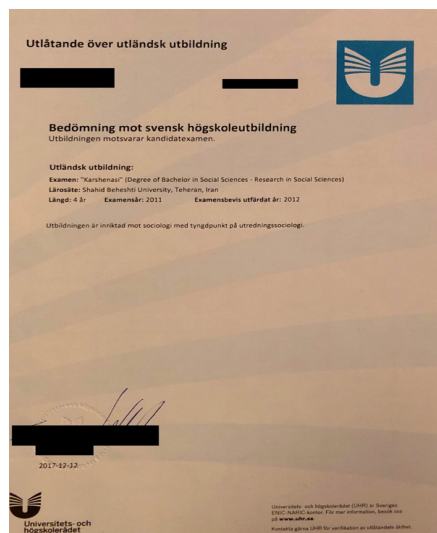 Utlåtande över utländsk utbildning
Bedömning mot svensk högskoleutbildning
Utbildningen motsvarar kandidatexamen.
Utländsk utbildning:
Examen: "Karshenasi" (Degree of Bachelor in Social Sciences - Research in Social Sciences)
Lärosäte: Shahid Beheshti University, Teheran, Iran
Längd: 4 år Examensår: 2011 Examensbevis utfärdat år: 2012
Utbildningen är inriktad mot sociologi med tyngdpunkt på utredningssociologi.
2017-12-12
Universitets- och
högskolerådet
Universitets- och högskolerådet (UHR) är Sveriges
ENIC-NARIC-kontor. För mer information, besök oss
på www.uhr.se
Kontakta gärna UHR för verifikation av utlåtandets äkthet.